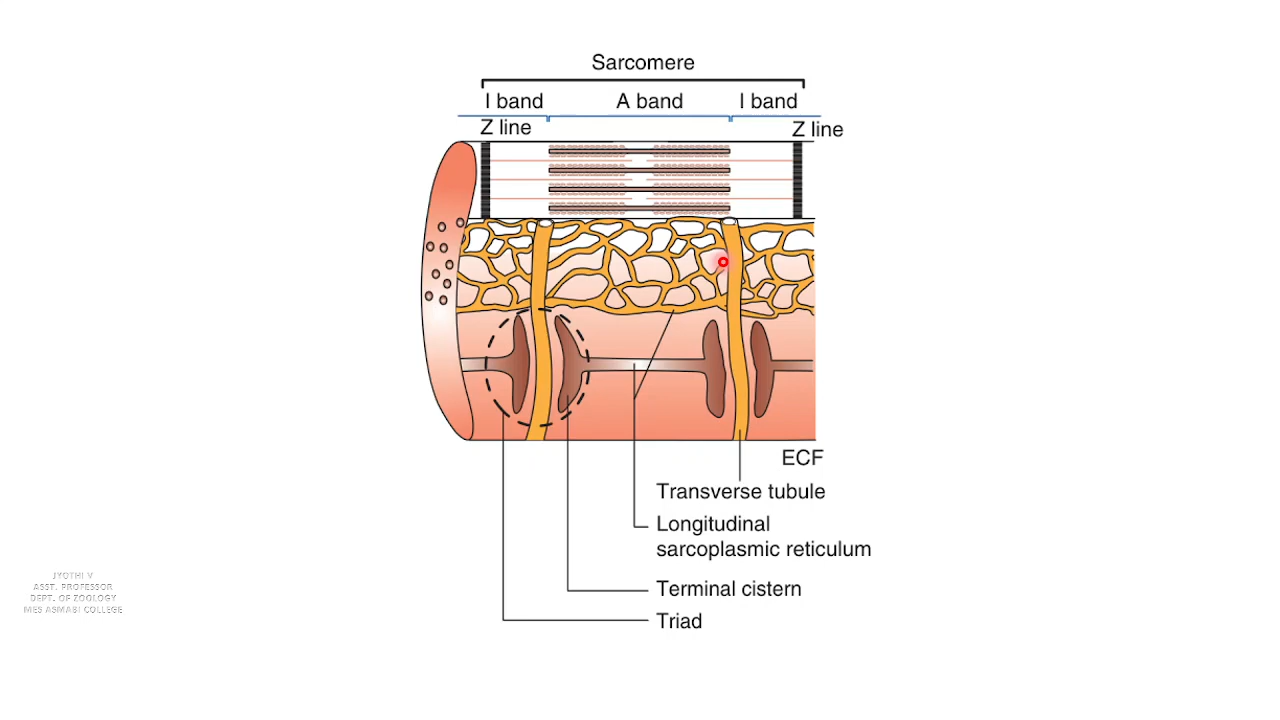 Sarcomere
I band
A band
I band
Z line
Z line
ECF
Transverse tubule
Longitudinal
sarcoplasmic reticulum
Terminal cistern
Triad
JYOTHI V
ASST. PROFESSOR
DEPT. OF ZOOLOGY
MES ASMABI COLLEGE